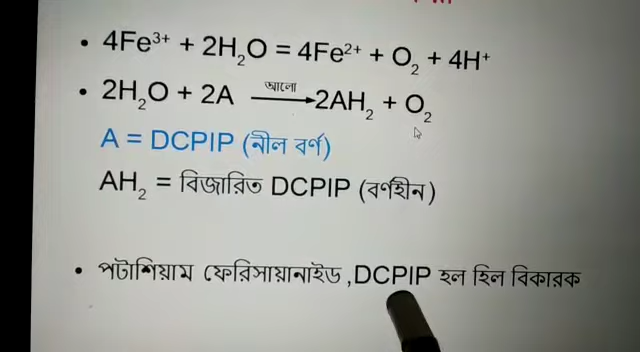 • 4Fe³⁺ + 2H₂O = 4Fe²⁺ + O₂ + 4H⁺
• 2H₂O + 2A আলো ⟶ 2AH₂ + O₂
A = DCPIP (নীল বর্ণ)
AH₂ = বিজারিত DCPIP (বর্ণহীন)
• পটাশিয়াম ফেরিসায়ানাইড ,DCPIP হল হিল বিকারক